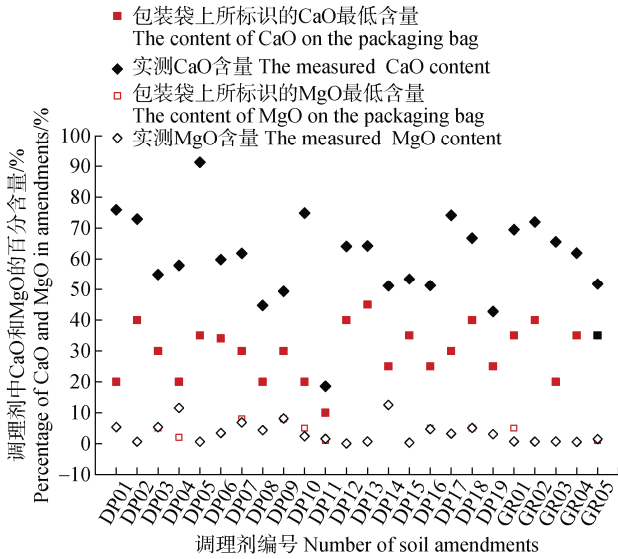 包装袋上所标识的CaO最低含量
The content of CaO on the packaging bag
实测CaO含量 The measured CaO content
包装袋上所标识的MgO最低含量
The content of MgO on the packaging bag
实测MgO含量 The measured MgO content
调理剂中CaO和MgO的百分含量/%
Percentage of CaO and MgO in amendments/%
100
90
80
70
60
50
40
30
20
10
0
−10
DP01
DP02
DP03
DP04
DP05
DP06
DP07
DP08
DP09
DP10
DP11
DP12
DP13
DP14
DP15
DP16
DP17
DP18
DP19
GR01
GR02
GR03
GR04
GR05
调理剂编号 Number of soil amendments